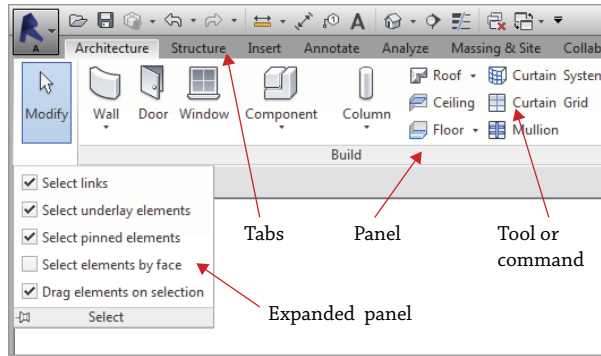 A
A
Architecture Structure Insert Annotate Analyze Massing & Site Collab
Modify Wall Door Window Component Column
Roof Curtain System
Ceiling Curtain Grid
Floor Mullion
Build
Select links
Select underlay elements
Select pinned elements
Select elements by face
Drag elements on selection
Select
Tabs Panel Tool or
command
Expanded panel